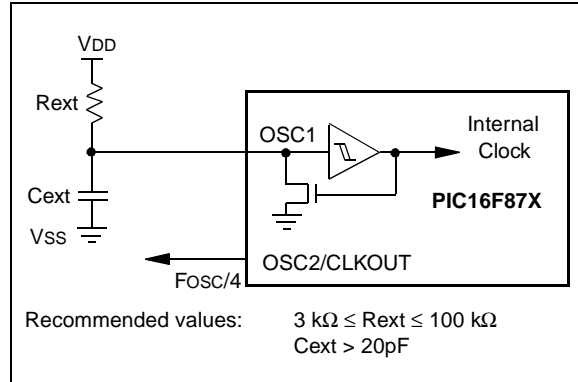 VDD
Rext
OSC1
Internal
Clock
Cext
PIC16F87X
VSS
OSC2/CLKOUT
FOSC/4
Recommended values: 3 kΩ ≤ Rext ≤ 100 kΩ
Cext > 20pF